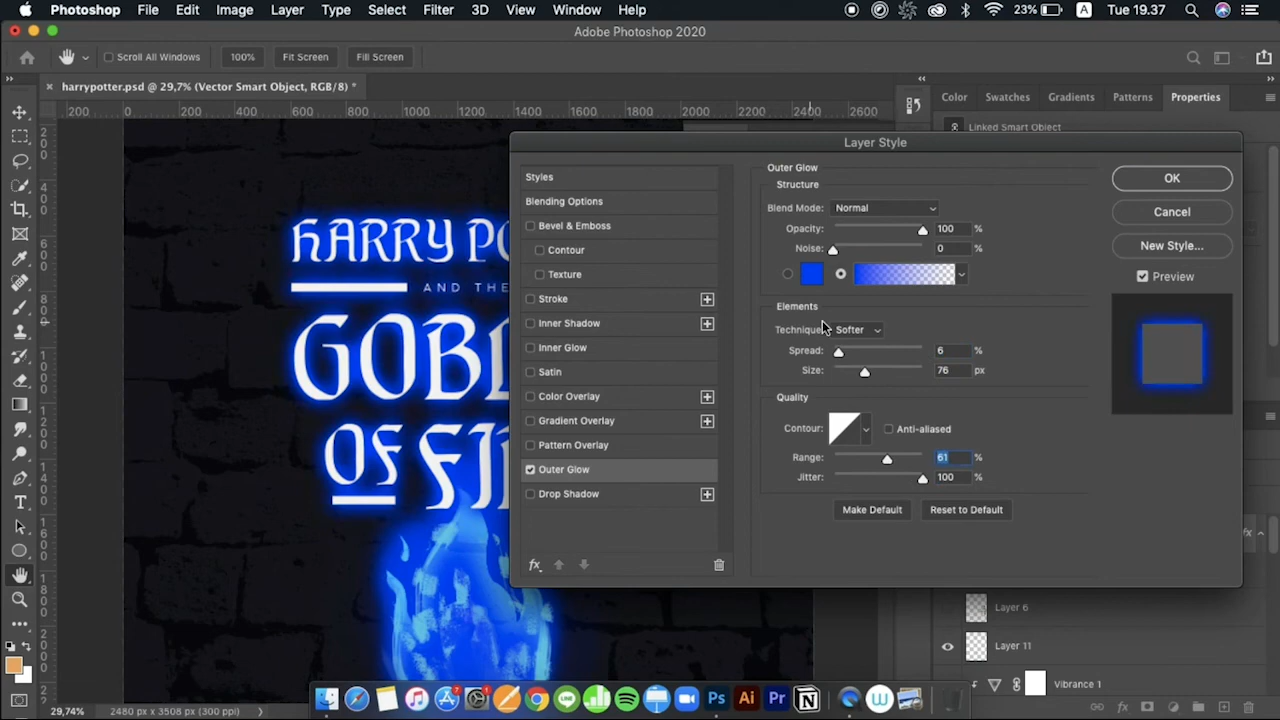 Photoshop File Edit Image Layer Type Select Filter 3D View Window Help 23% A Tue 19.37
Adobe Photoshop 2020
Scroll All Windows 100% Fit Screen Fill Screen
harrypotter.psd @ 29,7% (Vector Smart Object, RGB/8) *
Color Swatches Gradients Patterns Properties
200 0 200 400 600 800 1000 1200 1400 1600 1800 2000 2200 2400 2600
Linked Smart Object
Layer Style
Styles
Blending Options
Bevel & Emboss
Contour
Texture
Stroke
Inner Shadow
Inner Glow
Satin
Color Overlay
Gradient Overlay
Pattern Overlay
Outer Glow
Drop Shadow
fx
Outer Glow
Structure
Blend Mode: Normal
Opacity: 100 %
Noise: 0 %
Elements
Technique: Softer
Spread: 6 %
Size: 76 px
Quality
Contour: Anti-aliased
Range: 61 %
Jitter: 100 %
Make Default Reset to Default
OK
Cancel
New Style...
Preview
HARRY PO
AND THE
GOBL
OF FI
Layer 6
Layer 11
Vibrance 1
29,74% 2480 px x 3508 px (300 ppi)